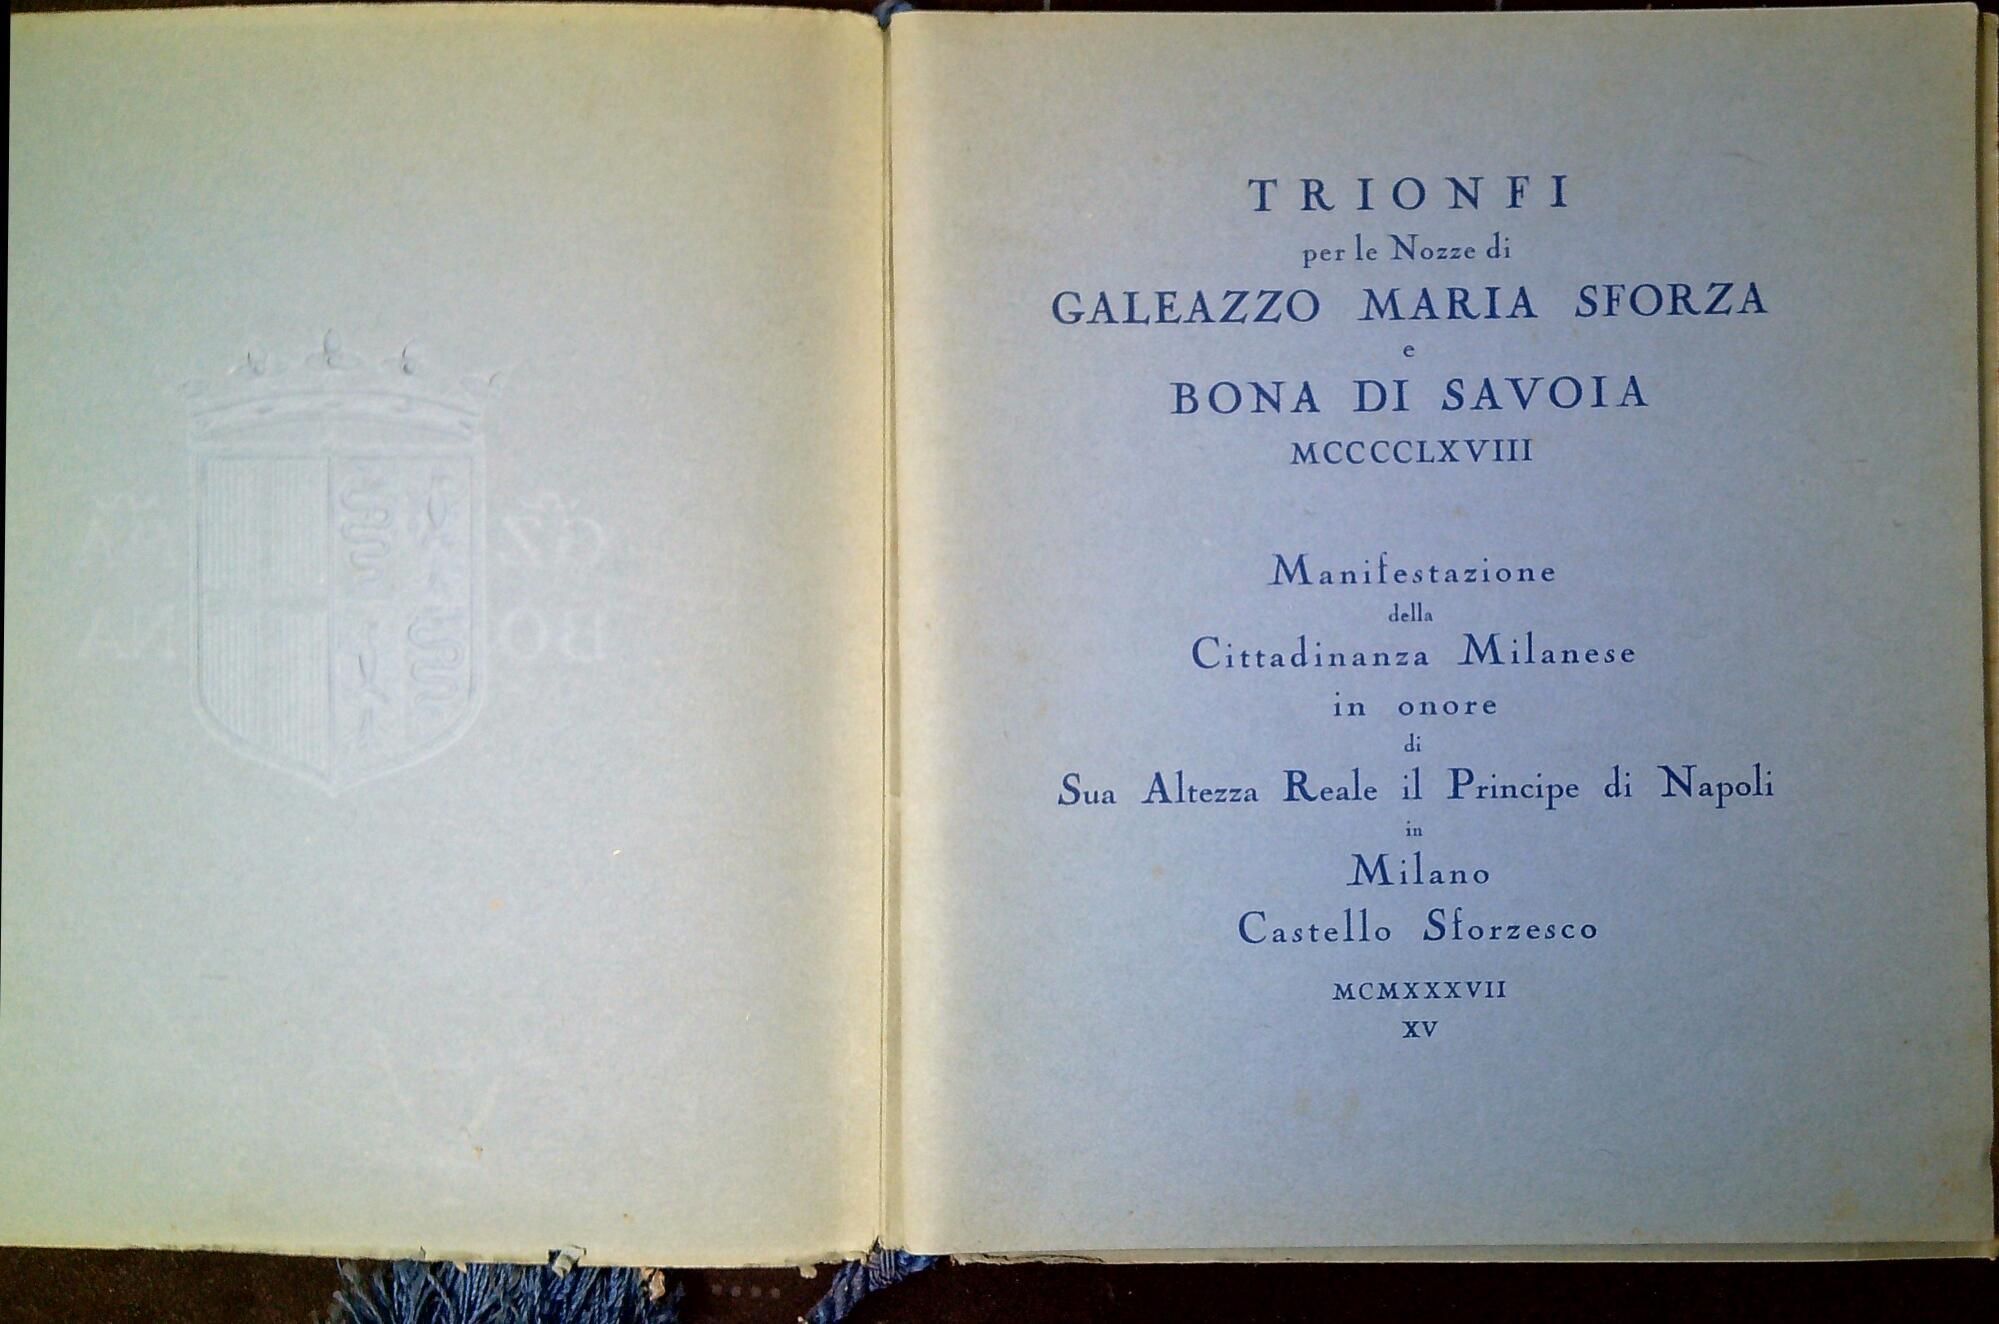 TRIONFI
per le Nozze di
GALEAZZO MARIA SFORZA
e
BONA DI SAVOIA
MCCCCCLXVIII
Manifestazione
della
Cittadinanza Milanese
in onore
di
Sua Altezza Reale il Principe di Napoli
in
Milano
Castello Sforzesco
MCMXXXVII
XV